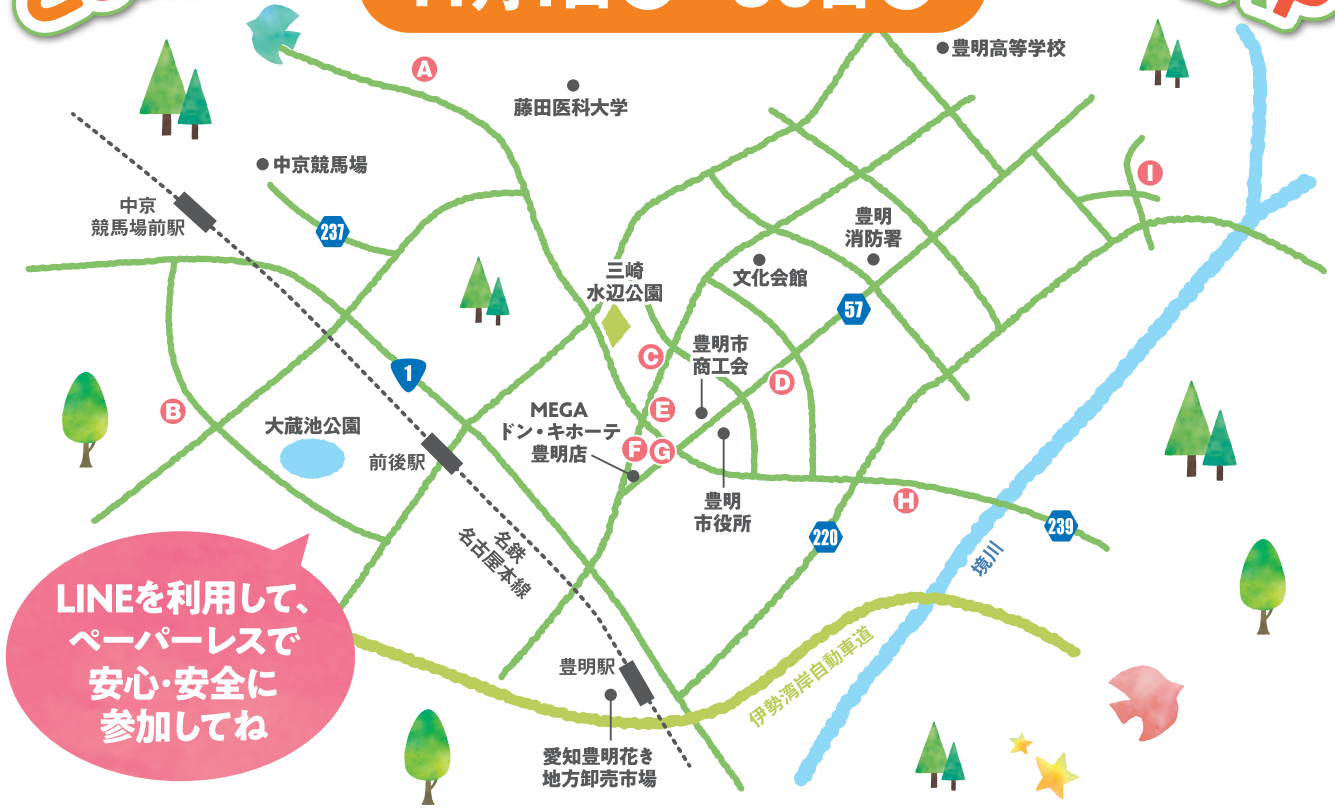 豊明高等学校
A
藤田医科大学
中京競馬場
I
中京
競馬場前駅
237
豊明
消防署
三崎
水辺公園
文化会館
57
豊明市
商工会
C
1
D
B
MEGA
ドン・キホーテ
豊明店
E
大蔵池公園
F
G
前後駅
豊明
市役所
H
239
220
名鉄
名古屋本線
境川
LINEを利用して、
ペーパーレスで
安心・安全に
参加してね
豊明駅
伊勢湾岸自動車道
愛知豊明花き
地方卸売市場